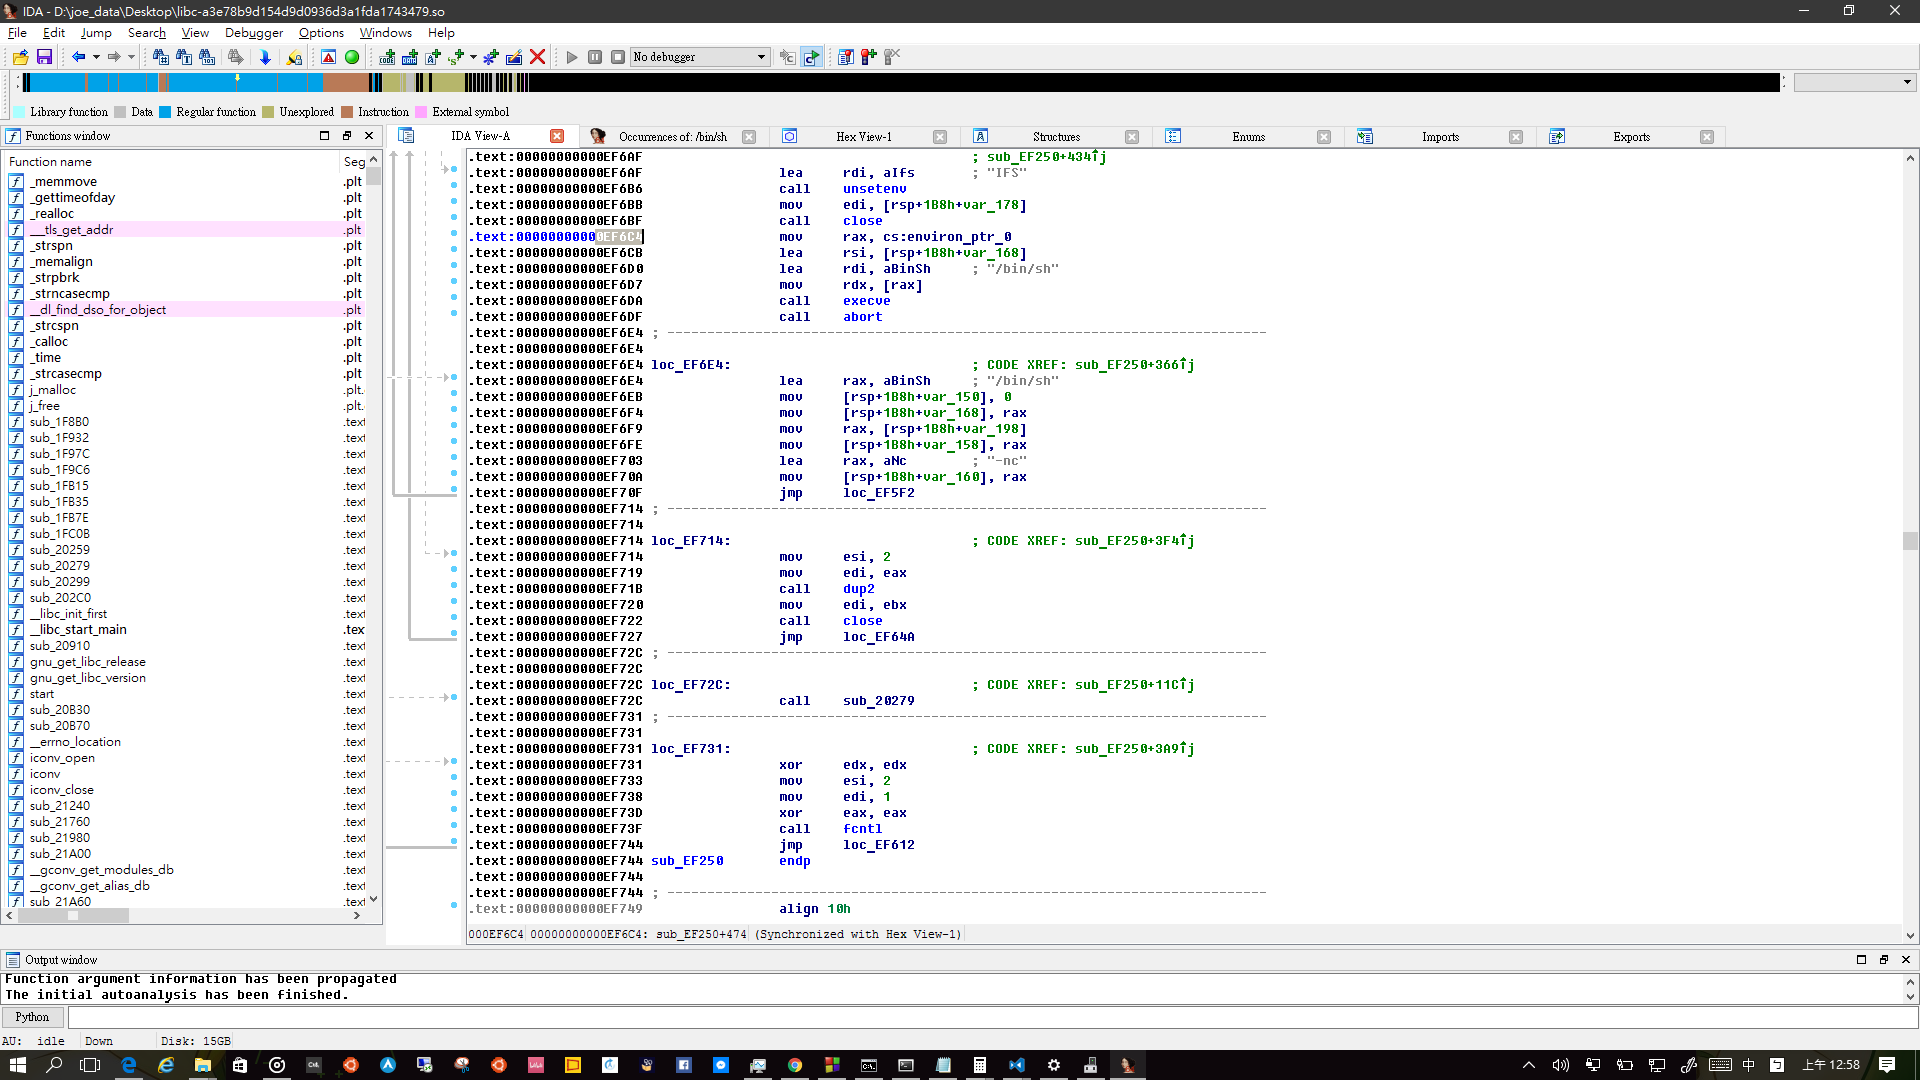 IDA - D:\joe_data\Desktop\libc-a3e78b9d154d9d0936d3a1fda1743479.so
File Edit Jump Search View Debugger Options Windows Help
No debugger
Library function Data Regular function Unexplored Instruction External symbol
Functions window
IDA View-A
Occurrences of: /bin/sh
Hex View-1
Structures
Enums
Imports
Exports
Function name Seg
_memmove .plt
_gettimeofday .plt
_realloc .plt
___tls_get_addr .plt
_strspn .plt
_memalign .plt
_strpbrk .plt
_strncasecmp .plt
__dl_find_dso_for_object .plt
_strcspn .plt
_calloc .plt
_time .plt
_strcasecmp .plt
j_malloc .plt.
j_free .plt.
sub_1F8B0 .text
sub_1F932 .text
sub_1F97C .text
sub_1F9C6 .text
sub_1FB15 .text
sub_1FB35 .text
sub_1FB7E .text
sub_1FC0B .text
sub_20259 .text
sub_20279 .text
sub_20299 .text
sub_202C0 .text
__libc_init_first .text
__libc_start_main .tex
sub_20910 .text
gnu_get_libc_release .text
gnu_get_libc_version .text
start .text
sub_20B30 .text
sub_20B70 .text
__errno_location .text
iconv_open .text
iconv .text
iconv_close .text
sub_21240 .text
sub_21760 .text
sub_21980 .text
sub_21A00 .text
__gconv_get_modules_db .text
__gconv_get_alias_db .text
sub_21A60 .text
.text:00000000000EF6AF ; sub_EF250+434↑j
.text:00000000000EF6AF lea rdi, aIfs ; "IFS"
.text:00000000000EF6B6 call unsetenv
.text:00000000000EF6BB mov edi, [rsp+1B8h+var_178]
.text:00000000000EF6BF call close
.text:00000000000EF6C4 mov rax, cs:environ_ptr_0
.text:00000000000EF6CB lea rsi, [rsp+1B8h+var_168]
.text:00000000000EF6D0 lea rdi, aBinSh ; "/bin/sh"
.text:00000000000EF6D7 mov rdx, [rax]
.text:00000000000EF6DA call execve
.text:00000000000EF6DF call abort
.text:00000000000EF6E4 ; ---------------------------------------------------------------------------
.text:00000000000EF6E4
.text:00000000000EF6E4 loc_EF6E4: ; CODE XREF: sub_EF250+366↑j
.text:00000000000EF6E4 lea rax, aBinSh ; "/bin/sh"
.text:00000000000EF6EB mov [rsp+1B8h+var_150], 0
.text:00000000000EF6F4 mov [rsp+1B8h+var_168], rax
.text:00000000000EF6F9 mov rax, [rsp+1B8h+var_198]
.text:00000000000EF6FE mov [rsp+1B8h+var_158], rax
.text:00000000000EF703 lea rax, aNc ; "-nc"
.text:00000000000EF70A mov [rsp+1B8h+var_160], rax
.text:00000000000EF70F jmp loc_EF5F2
.text:00000000000EF714 ; ---------------------------------------------------------------------------
.text:00000000000EF714
.text:00000000000EF714 loc_EF714: ; CODE XREF: sub_EF250+3F4↑j
.text:00000000000EF714 mov esi, 2
.text:00000000000EF719 mov edi, eax
.text:00000000000EF71B call dup2
.text:00000000000EF720 mov edi, ebx
.text:00000000000EF722 call close
.text:00000000000EF727 jmp loc_EF64A
.text:00000000000EF72C ; ---------------------------------------------------------------------------
.text:00000000000EF72C
.text:00000000000EF72C loc_EF72C: ; CODE XREF: sub_EF250+11C↑j
.text:00000000000EF72C call sub_20279
.text:00000000000EF731 ; ---------------------------------------------------------------------------
.text:00000000000EF731
.text:00000000000EF731 loc_EF731: ; CODE XREF: sub_EF250+3A9↑j
.text:00000000000EF731 xor edx, edx
.text:00000000000EF733 mov esi, 2
.text:00000000000EF738 mov edi, 1
.text:00000000000EF73D xor eax, eax
.text:00000000000EF73F call fcntl
.text:00000000000EF744 jmp loc_EF612
.text:00000000000EF744 sub_EF250 endp
.text:00000000000EF744
.text:00000000000EF744 ; ---------------------------------------------------------------------------
.text:00000000000EF749 align 10h
000EF6C4 00000000000EF6C4: sub_EF250+474 (Synchronized with Hex View-1)
Output window
Function argument information has been propagated
The initial autoanalysis has been finished.
Python
AU: idle Down Disk: 15GB
中 上午 12:58